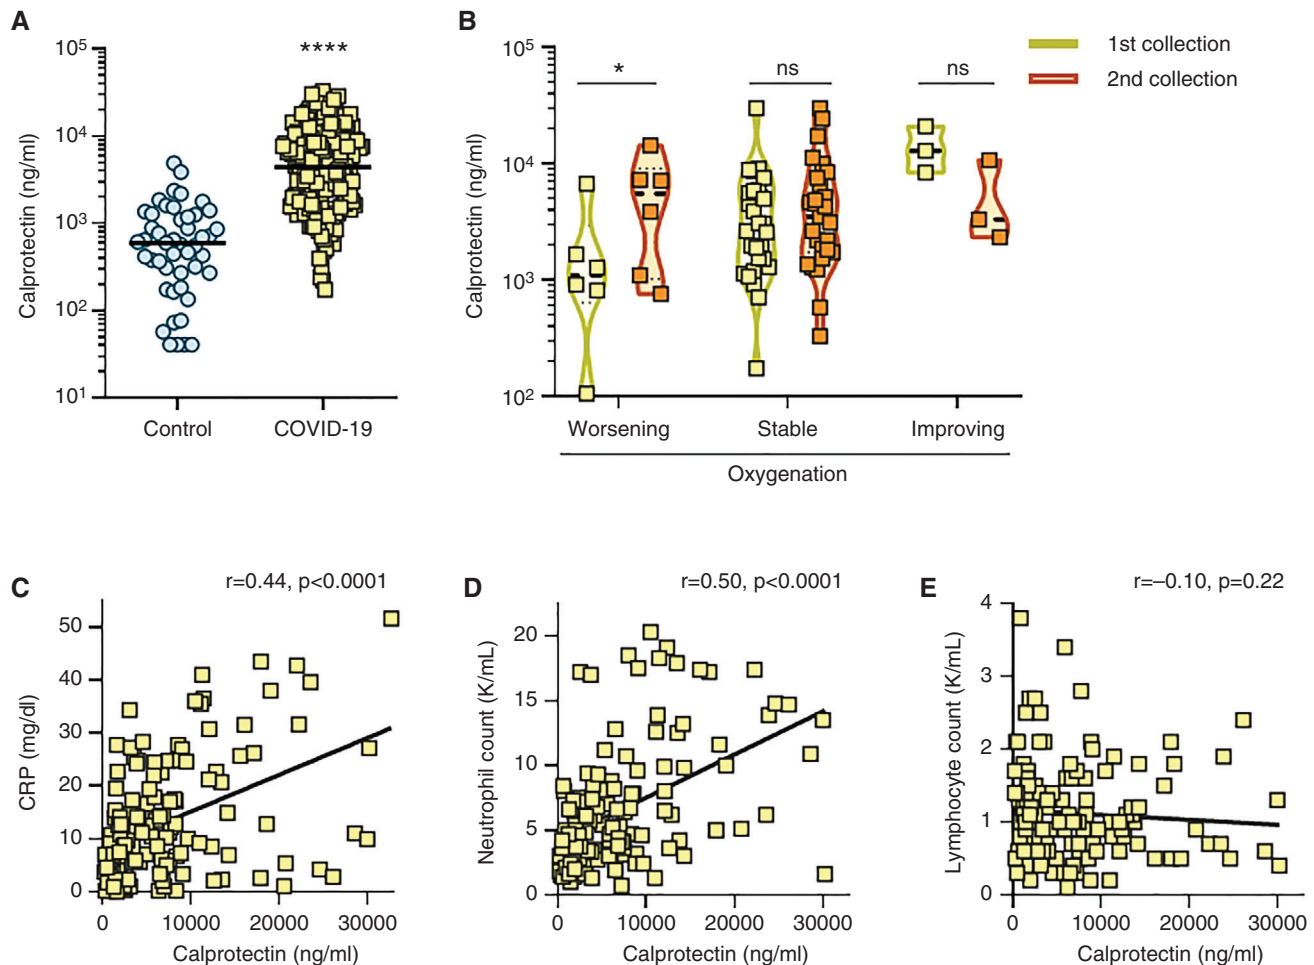 A
****
10⁵
10⁴
10³
10²
10¹
Calprotectin (ng/ml)
Control COVID-19
B
1st collection
2nd collection
* ns ns
10⁵
10⁴
10³
10²
Calprotectin (ng/ml)
Worsening Stable Improving
Oxygenation
C
r=0.44, p<0.0001
50
40
30
20
10
0
CRP (mg/dl)
0 10000 20000 30000
Calprotectin (ng/ml)
D
r=0.50, p<0.0001
20
15
10
5
0
Neutrophil count (K/mL)
0 10000 20000 30000
Calprotectin (ng/ml)
E
r=–0.10, p=0.22
4
3
2
1
0
Lymphocyte count (K/mL)
0 10000 20000 30000
Calprotectin (ng/ml)